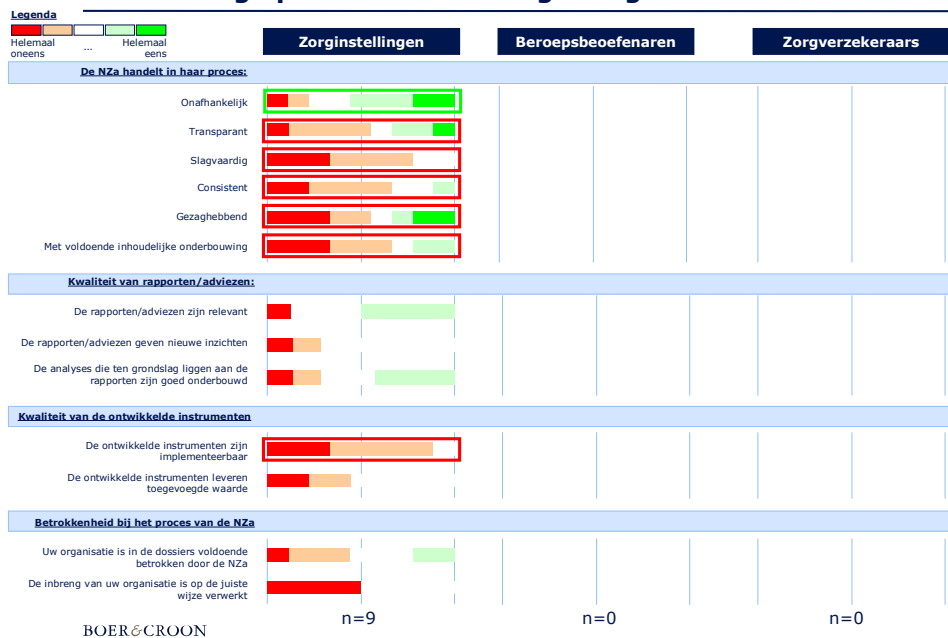 Legenda
Helemaal oneens
...
Helemaal eens
Zorginstellingen
Beroepsbeoefenaren
Zorgverzekeraars
De NZa handelt in haar proces:
Onafhankelijk
Transparant
Slagvaardig
Consistent
Gezaghebbend
Met voldoende inhoudelijke onderbouwing
Kwaliteit van rapporten/adviezen:
De rapporten/adviezen zijn relevant
De rapporten/adviezen geven nieuwe inzichten
De analyses die ten grondslag liggen aan de
rapporten zijn goed onderbouwd
Kwaliteit van de ontwikkelde instrumenten
De ontwikkelde instrumenten zijn
implementeerbaar
De ontwikkelde instrumenten leveren
toegevoegde waarde
Betrokkenheid bij het proces van de NZa
Uw organisatie is in de dossiers voldoende
betrokken door de NZa
De inbreng van uw organisatie is op de juiste
wijze verwerkt
n=9
n=0
n=0
BOER&CROON